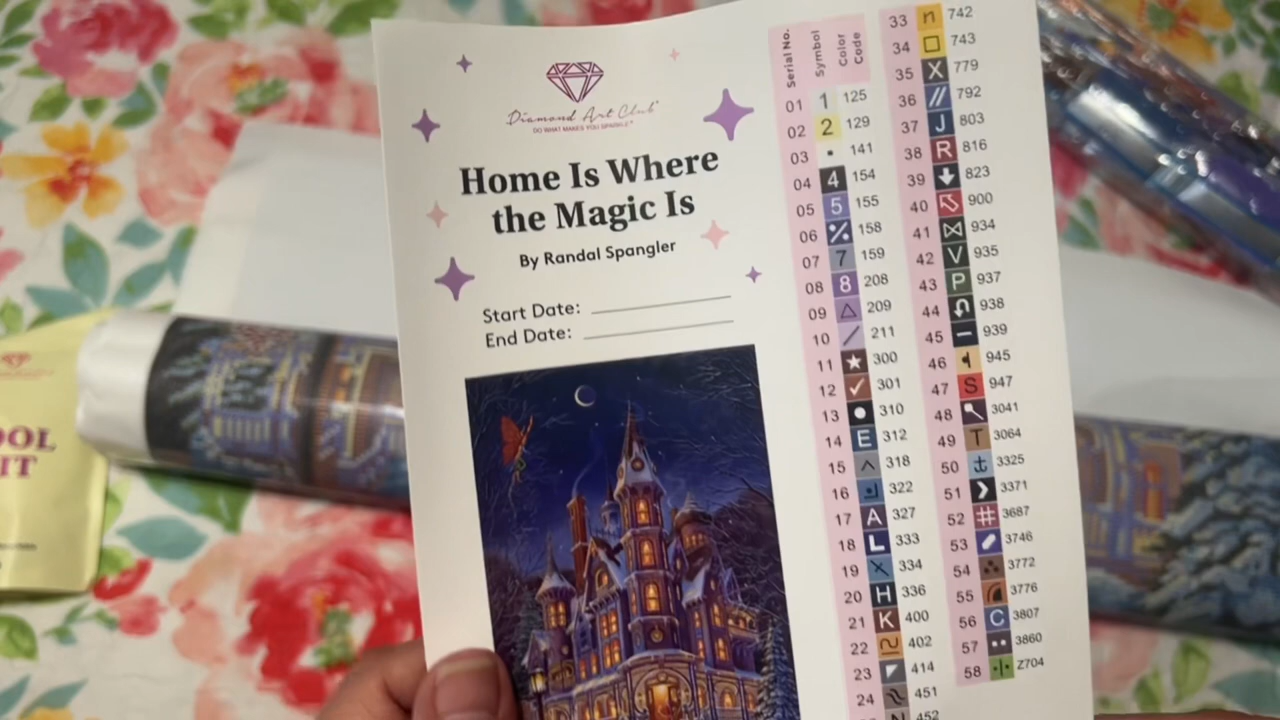 Diamond Art Club
DO WHAT MAKES YOU SPARKLE™
Home Is Where
the Magic Is
By Randal Spangler
Start Date:
End Date:
Serial No. Symbol Color Code
01 1 125
02 2 129
03 • 141
04 4 154
05 5 155
06 158
07 7 159
08 8 208
09 △ 209
10 / 211
11 ★ 300
12 ✓ 301
13 ● 310
14 E 312
15 ^ 318
16 322
17 A 327
18 L 333
19 334
20 H 336
21 K 400
22 402
23 414
24 451
N 452
33 n 742
34 □ 743
35 X 779
36 // 792
37 J 803
38 R 816
39 823
40 900
41 934
42 V 935
43 P 937
44 938
45 – 939
46 945
47 S 947
48 3041
49 T 3064
50 ⚓ 3325
51 3371
52 # 3687
53 3746
54 3772
55 3776
56 C 3807
57 •• 3860
58 Z704
OOL
IT